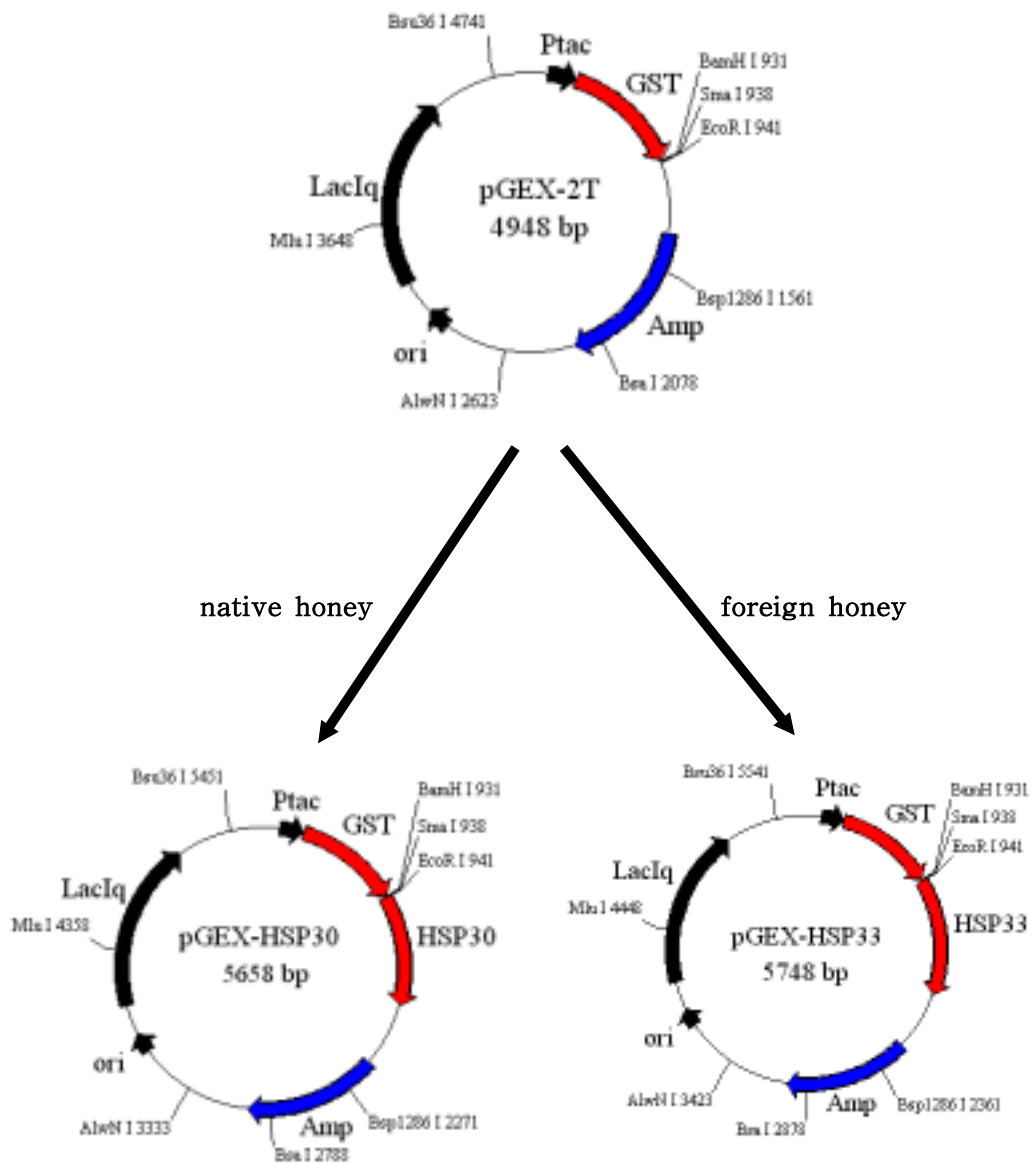 Bsu36 I 4741
Ptac
GST
BamH I 931
Sma I 938
EcoR I 941
LacIq
pGEX-2T
4948 bp
Mlu I 3648
Bsp1286 I 1561
Amp
ori
Bsa I 2078
AlwN I 2623
native honey
foreign honey
Bsu36 I 5451
Ptac
GST
BamH I 931
Sma I 938
EcoR I 941
LacIq
Mlu I 4358
pGEX-HSP30
5658 bp
HSP30
ori
AlwN I 3333
Amp
Bsp1286 I 2271
Bsa I 2788
Bsu36 I 5541
Ptac
GST
BamH I 931
Sma I 938
EcoR I 941
LacIq
Mlu I 4448
pGEX-HSP33
5748 bp
HSP33
ori
AlwN I 3423
Amp
Bsp1286 I 2361
Bsa I 2878